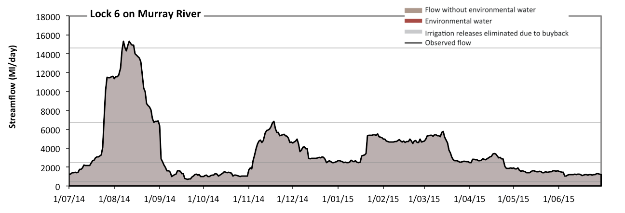 Lock 6 on Murray River
Flow without environmental water
Environmental water
Irrigation releases eliminated due to buyback
Observed flow
Streamflow (Ml/day)
18000
16000
14000
12000
10000
8000
6000
4000
2000
0
1/07/14 1/08/14 1/09/14 1/10/14 1/11/14 1/12/14 1/01/15 1/02/15 1/03/15 1/04/15 1/05/15 1/06/15